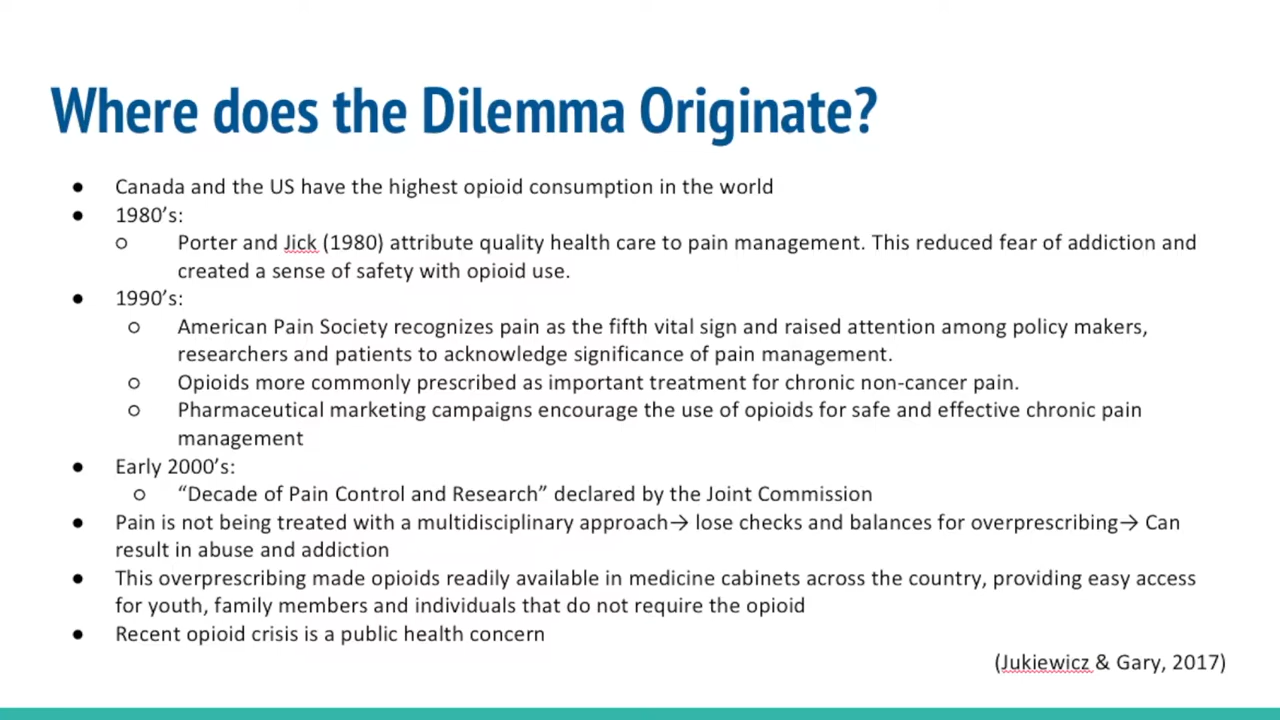 Where does the Dilemma Originate?
● Canada and the US have the highest opioid consumption in the world
● 1980's:
○ Porter and Jick (1980) attribute quality health care to pain management. This reduced fear of addiction and
created a sense of safety with opioid use.
● 1990's:
○ American Pain Society recognizes pain as the fifth vital sign and raised attention among policy makers,
researchers and patients to acknowledge significance of pain management.
○ Opioids more commonly prescribed as important treatment for chronic non-cancer pain.
○ Pharmaceutical marketing campaigns encourage the use of opioids for safe and effective chronic pain
management
● Early 2000's:
○ “Decade of Pain Control and Research” declared by the Joint Commission
● Pain is not being treated with a multidisciplinary approach→ lose checks and balances for overprescribing→ Can
result in abuse and addiction
● This overprescribing made opioids readily available in medicine cabinets across the country, providing easy access
for youth, family members and individuals that do not require the opioid
● Recent opioid crisis is a public health concern
(Jukiewicz & Gary, 2017)